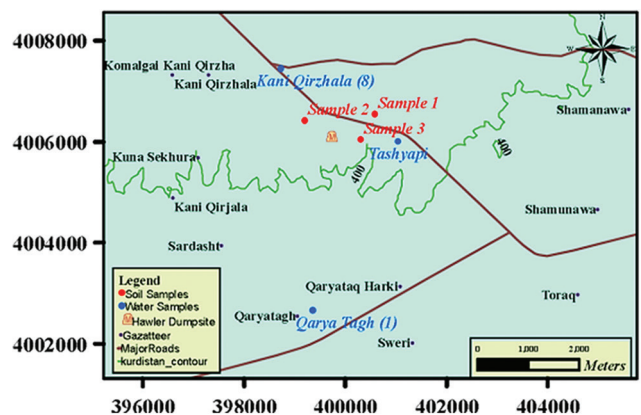 4008000
4006000
4004000
4002000
396000
398000
400000
402000
404000
N
W
E
S
Komalgai Kani Qirzha
Kani Qirzhala
Kani Qirzhala (8)
Sample 2
Sample 1
Sample 3
Shamanawa
Tashyapi
400
400
Kuna Sekhura
Kani Qirjala
Shamunawa
Sardasht
Qaryataq Harki
Toraq
Qaryatagh
Qarya Tagh (1)
Sweri
Legend
Soil Samples
Water Samples
Hawler Dumpsite
Gazatteer
MajorRoads
kurdistan_contour
0 1,000 2,000
Meters